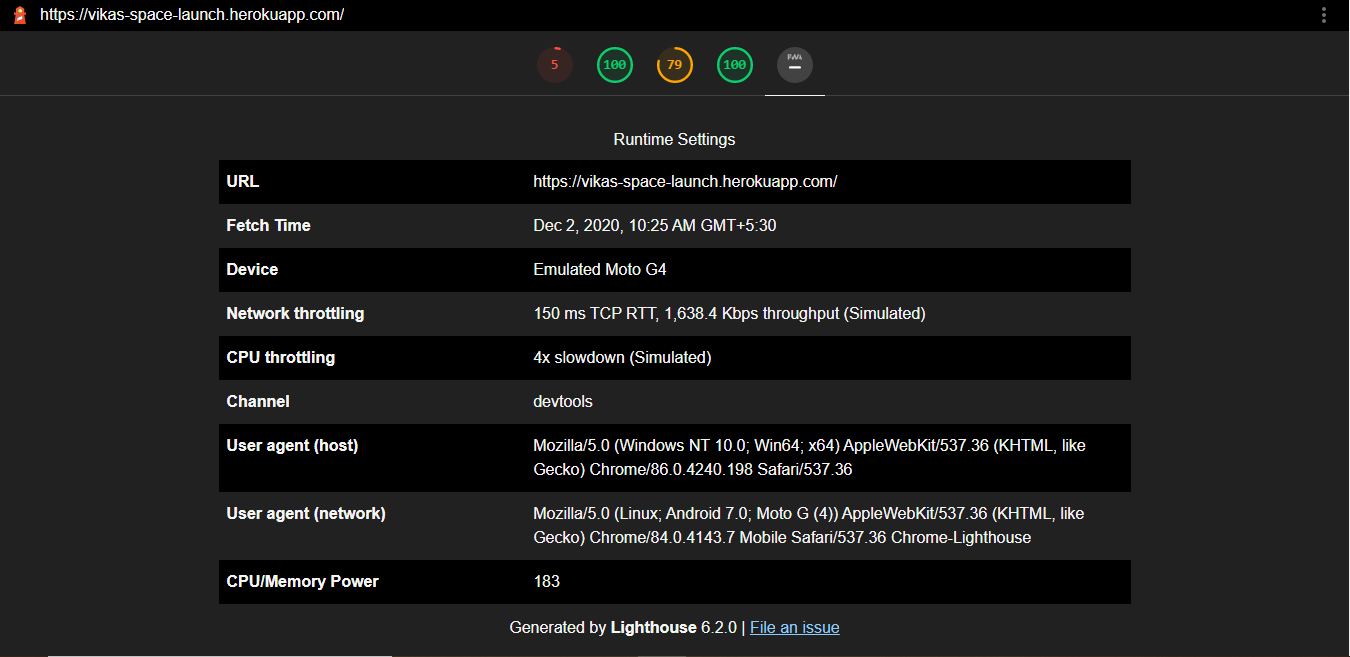 https://vikas-space-launch.herokuapp.com/
5 100 79 100 PWA
Runtime Settings
URL https://vikas-space-launch.herokuapp.com/
Fetch Time Dec 2, 2020, 10:25 AM GMT+5:30
Device Emulated Moto G4
Network throttling 150 ms TCP RTT, 1,638.4 Kbps throughput (Simulated)
CPU throttling 4x slowdown (Simulated)
Channel devtools
User agent (host) Mozilla/5.0 (Windows NT 10.0; Win64; x64) AppleWebKit/537.36 (KHTML, like
Gecko) Chrome/86.0.4240.198 Safari/537.36
User agent (network) Mozilla/5.0 (Linux; Android 7.0; Moto G (4)) AppleWebKit/537.36 (KHTML, like
Gecko) Chrome/84.0.4143.7 Mobile Safari/537.36 Chrome-Lighthouse
CPU/Memory Power 183
Generated by Lighthouse 6.2.0 | File an issue